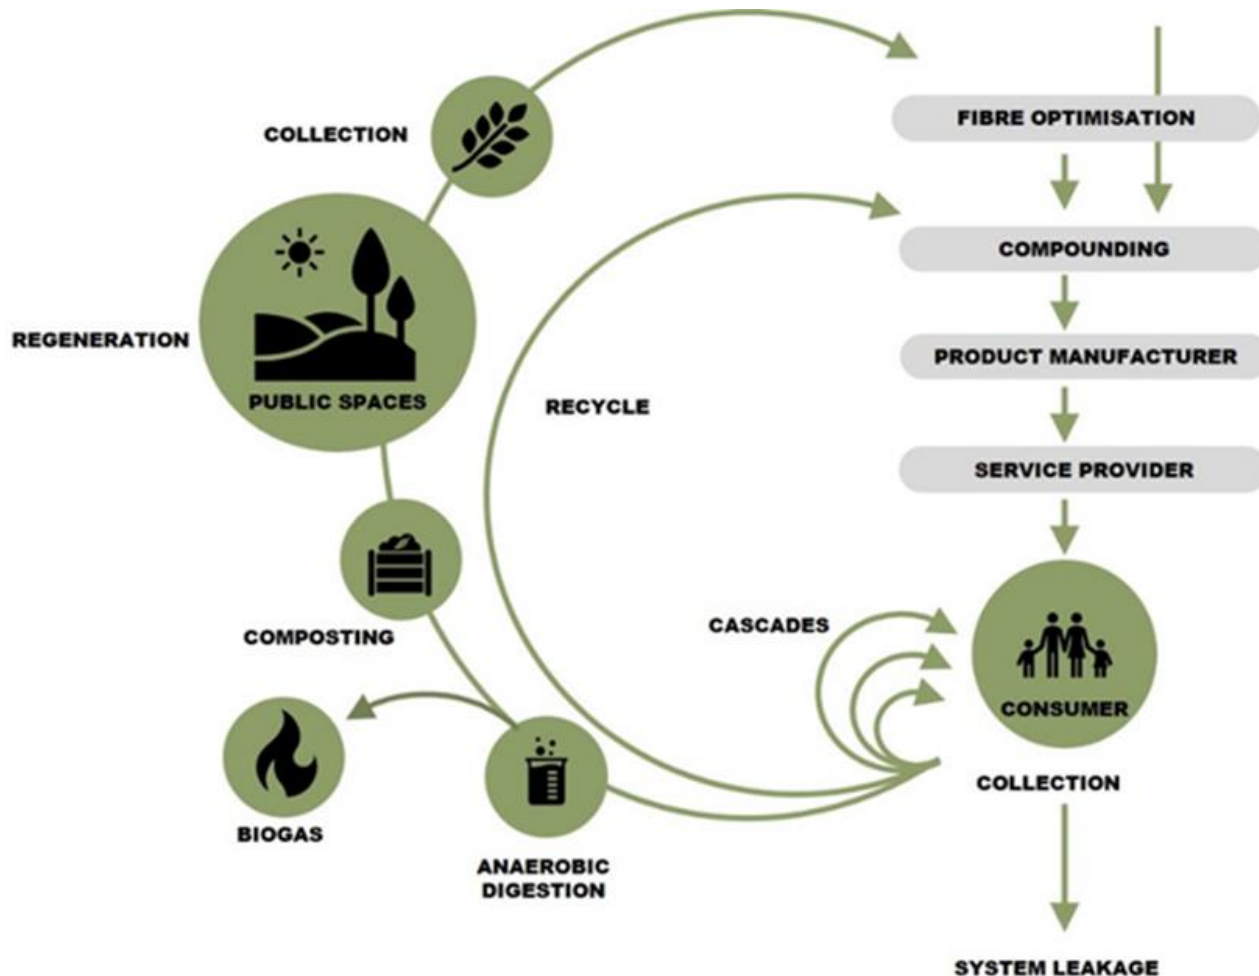 COLLECTION
FIBRE OPTIMISATION
COMPOUNDING
REGENERATION
PUBLIC SPACES
PRODUCT MANUFACTURER
RECYCLE
SERVICE PROVIDER
COMPOSTING
CASCADES
CONSUMER
COLLECTION
BIOGAS
ANAEROBIC
DIGESTION
SYSTEM LEAKAGE